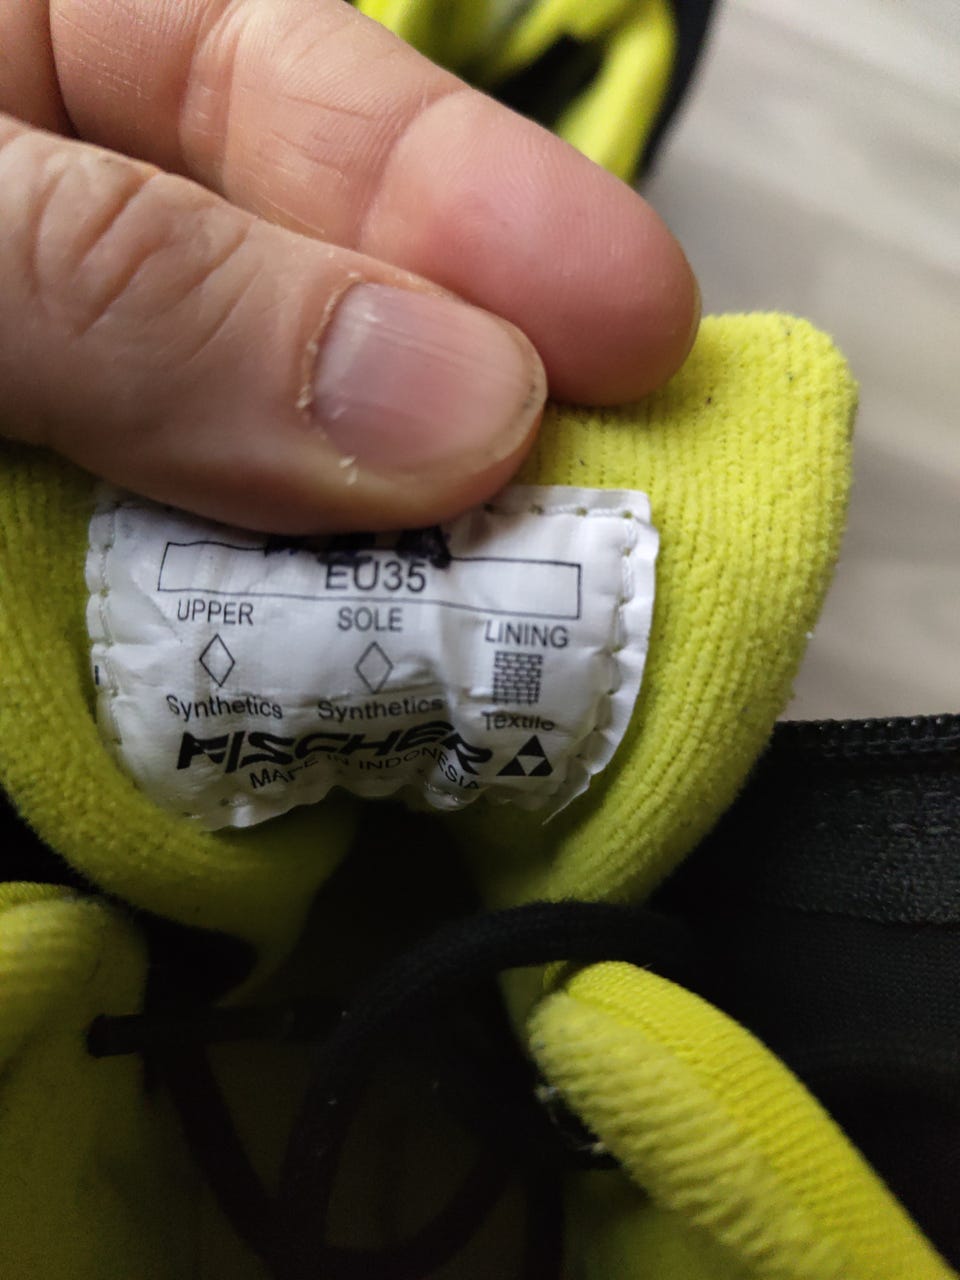 EU35
UPPER SOLE LINING
Synthetics Synthetics Textile
FISCHER
MADE IN INDONESIA